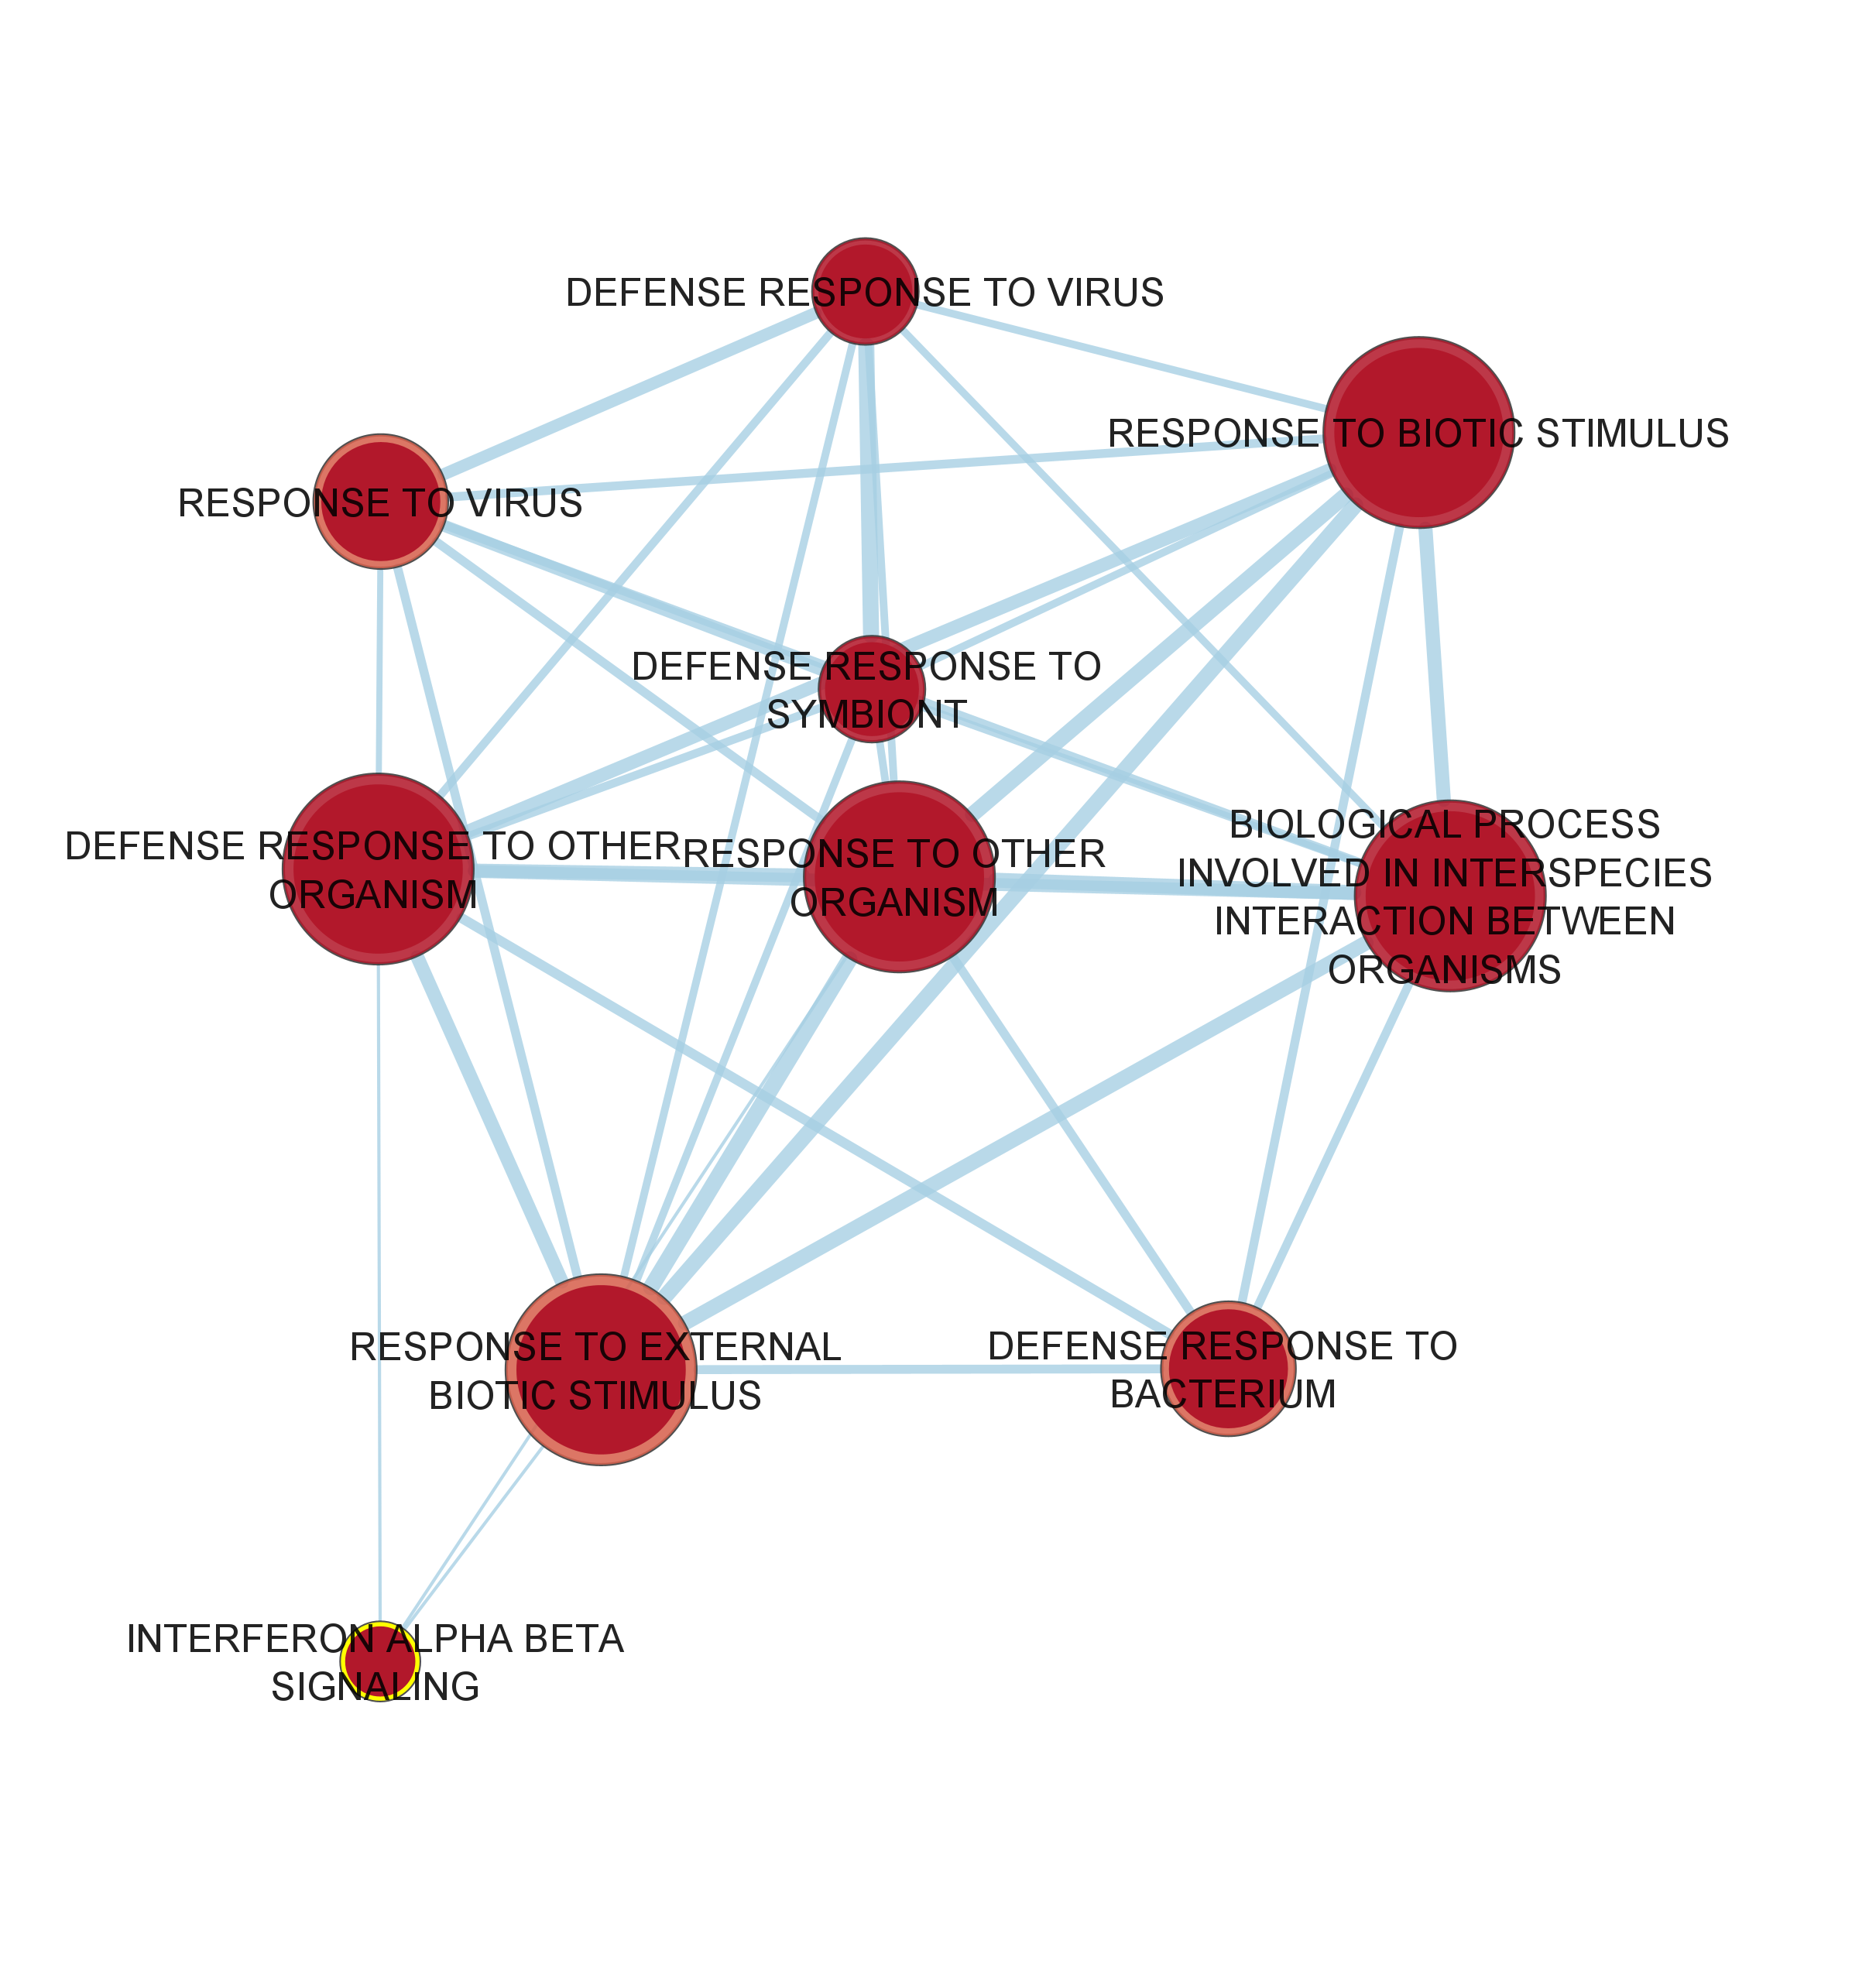 DEFENSE RESPONSE TO VIRUS
RESPONSE TO BIOTIC STIMULUS
RESPONSE TO VIRUS
DEFENSE RESPONSE TO
SYMBIONT
DEFENSE RESPONSE TO OTHER
ORGANISM
RESPONSE TO OTHER
ORGANISM
BIOLOGICAL PROCESS
INVOLVED IN INTERSPECIES
INTERACTION BETWEEN
ORGANISMS
RESPONSE TO EXTERNAL
BIOTIC STIMULUS
DEFENSE RESPONSE TO
BACTERIUM
INTERFERON ALPHA BETA
SIGNALING